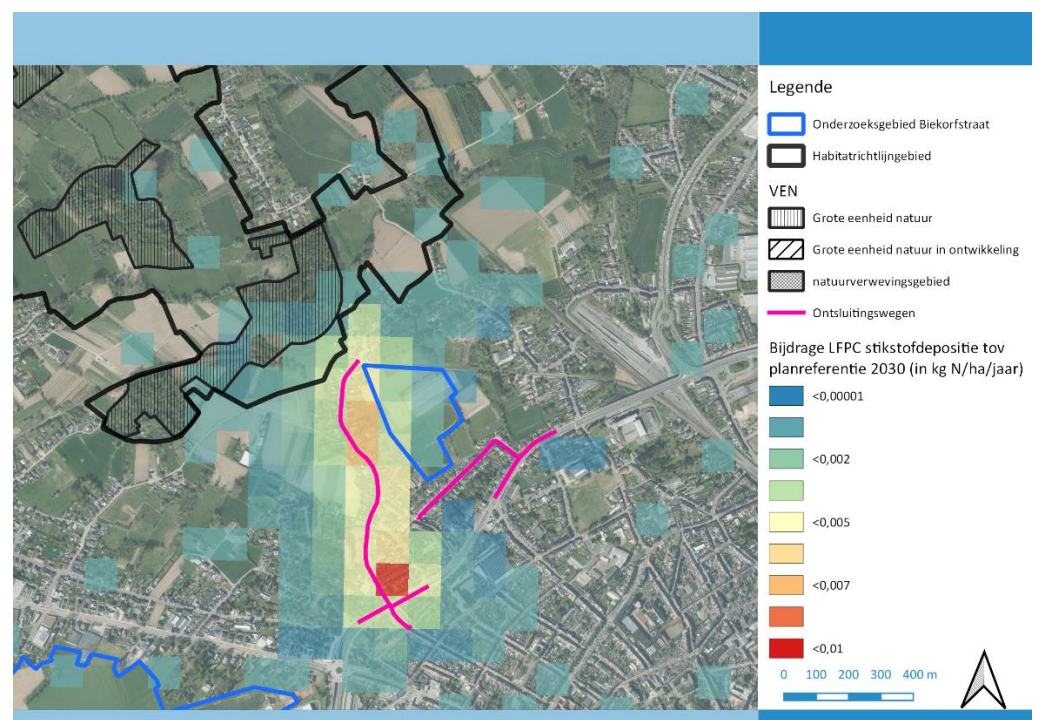 Legende
Onderzoeksgebied Biekorfstraat
Habitatrichtlijngebied
VEN
Grote eenheid natuur
Grote eenheid natuur in ontwikkeling
natuurverwevingsgebied
Ontsluitingswegen
Bijdrage LFPC stikstofdepositie tov
planreferentie 2030 (in kg N/ha/jaar)
<0,00001
<0,002
<0,005
<0,007
<0,01
0 100 200 300 400 m